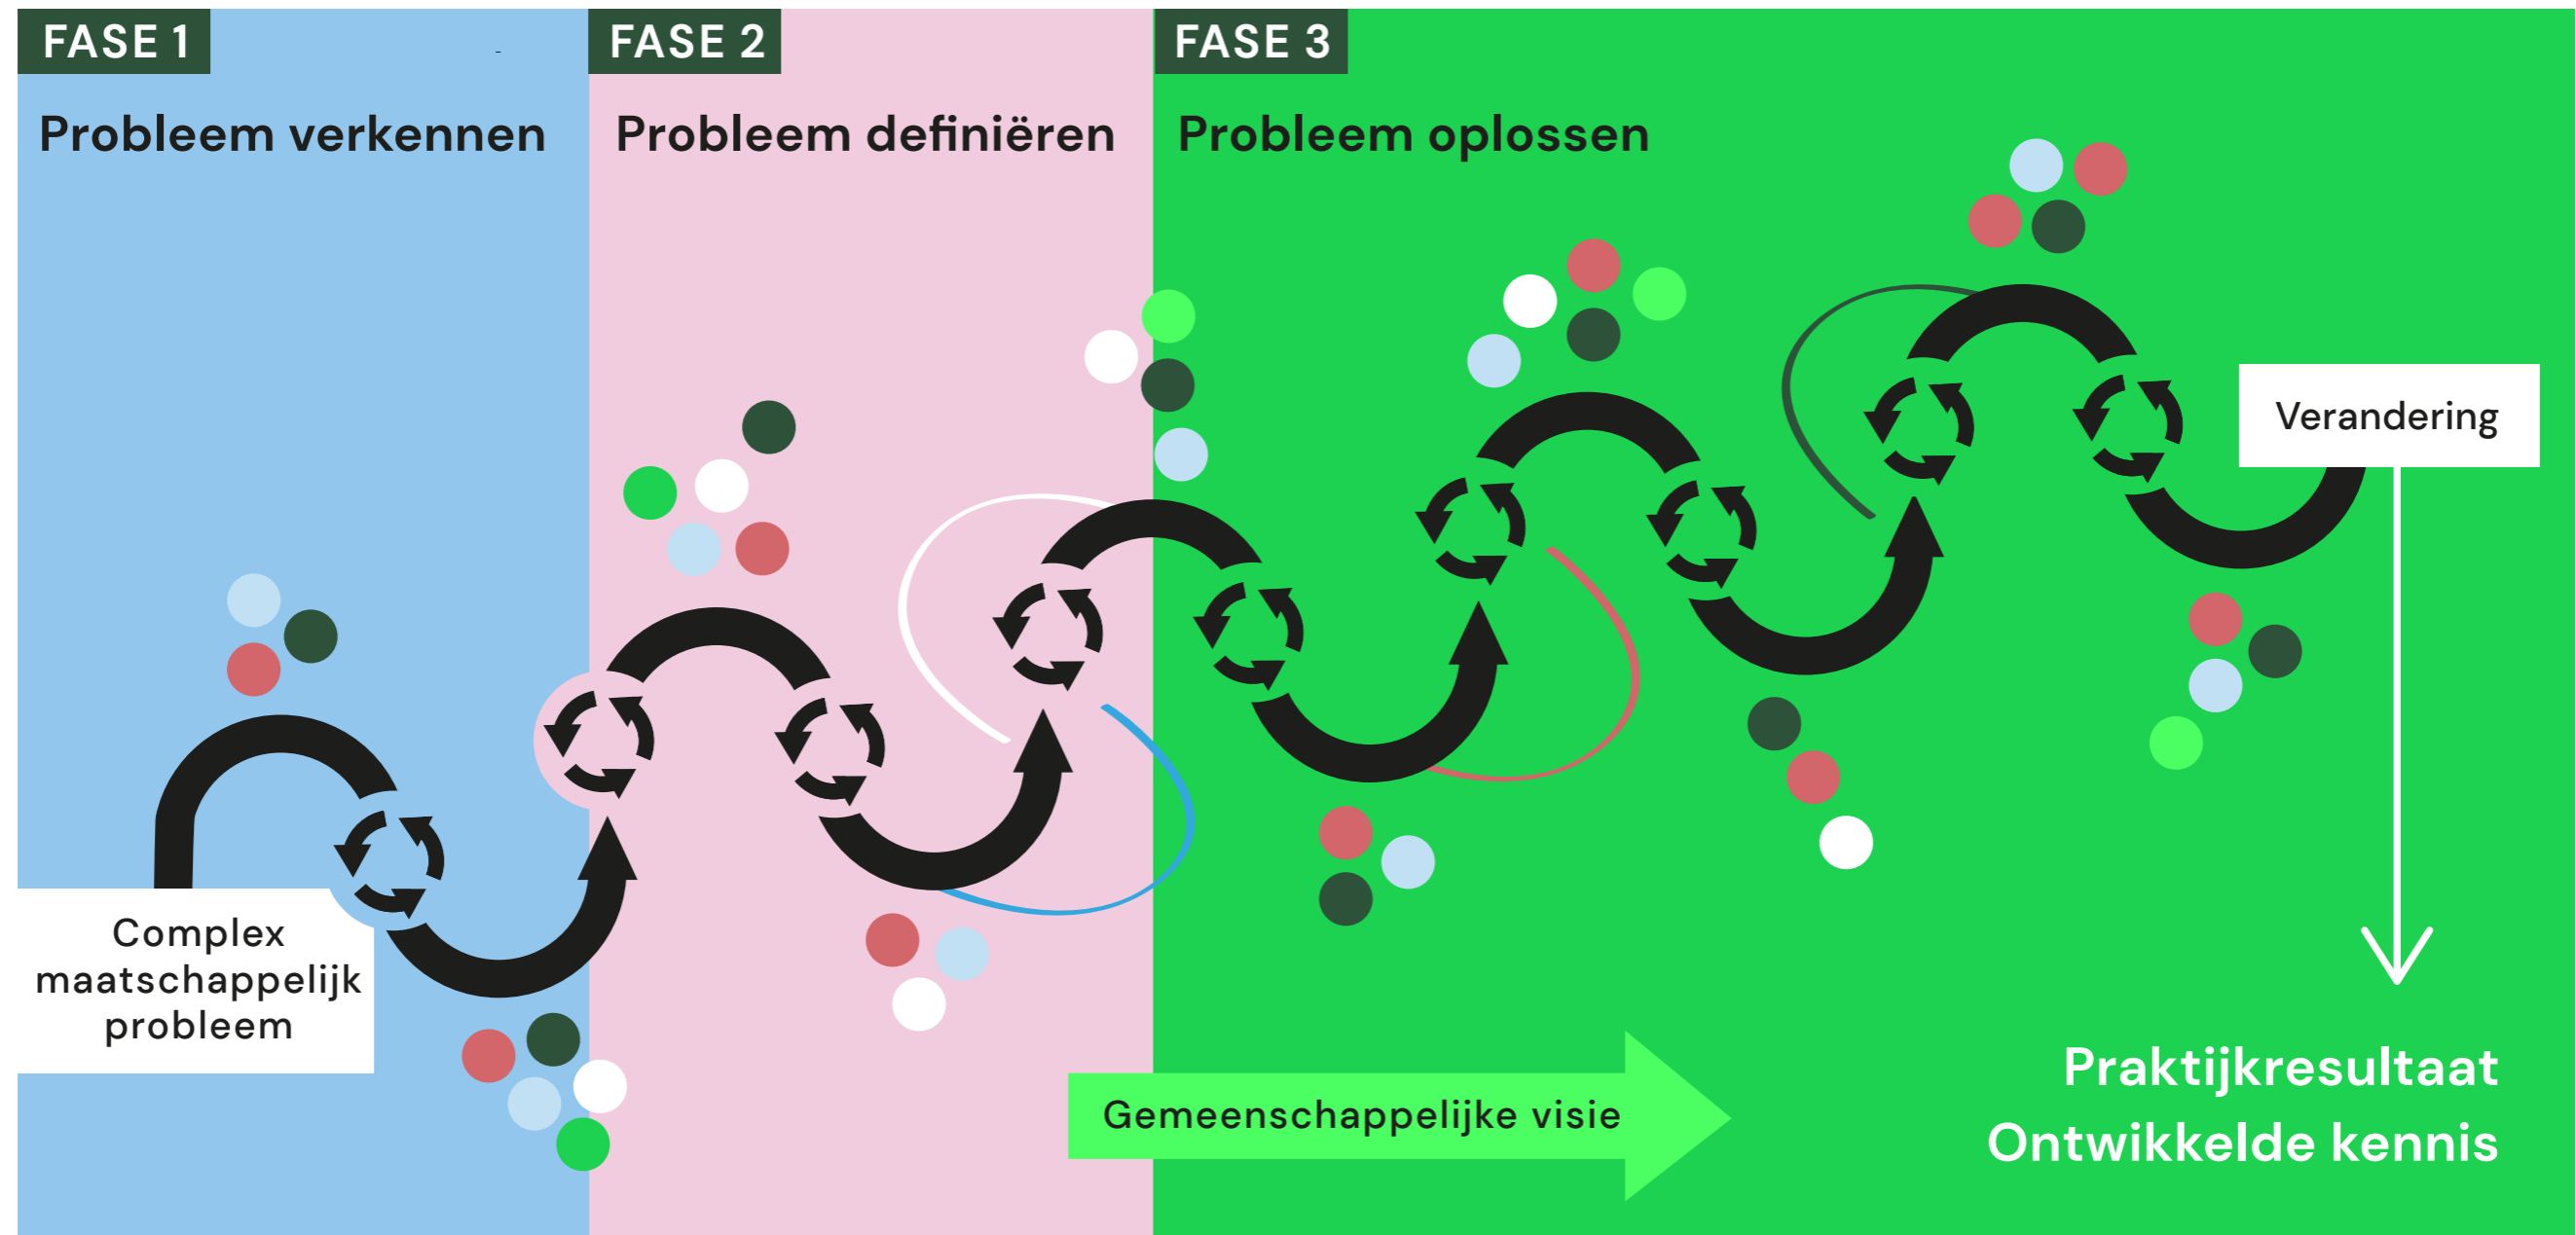 FASE 1
Probleem verkennen
FASE 2
Probleem definiëren
FASE 3
Probleem oplossen
Complex
maatschappelijk
probleem
Verandering
Gemeenschappelijke visie
Praktijkresultaat
Ontwikkelde kennis